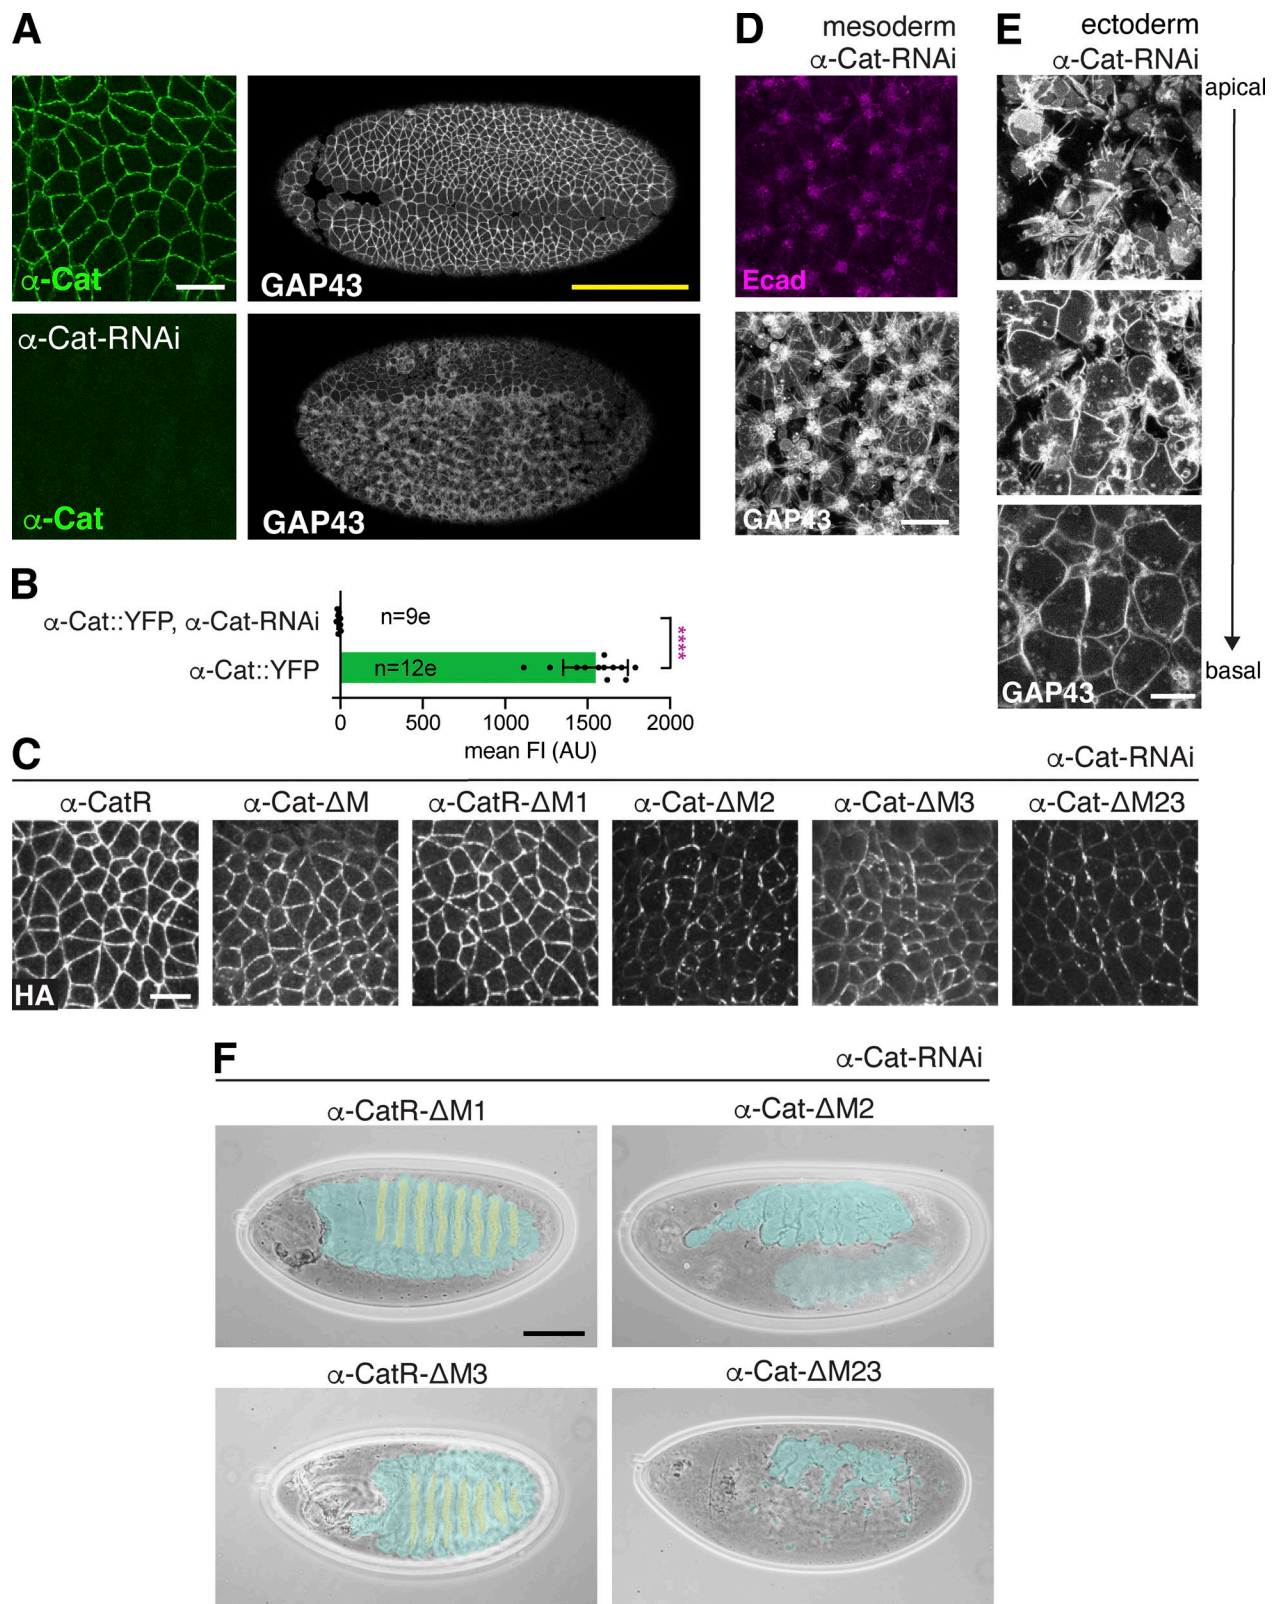 A
α-Cat
GAP43
α-Cat-RNAi
α-Cat
GAP43
D
mesoderm
α-Cat-RNAi
Ecad
GAP43
E
ectoderm
α-Cat-RNAi
apical
basal
GAP43
B
α-Cat::YFP, α-Cat-RNAi
n=9e
α-Cat::YFP
n=12e
****
0 500 1000 1500 2000
mean FI (AU)
C
α-Cat-RNAi
α-CatR α-Cat-ΔM α-CatR-ΔM1 α-Cat-ΔM2 α-Cat-ΔM3 α-Cat-ΔM23
HA
F
α-Cat-RNAi
α-CatR-ΔM1 α-Cat-ΔM2
α-CatR-ΔM3 α-Cat-ΔM23